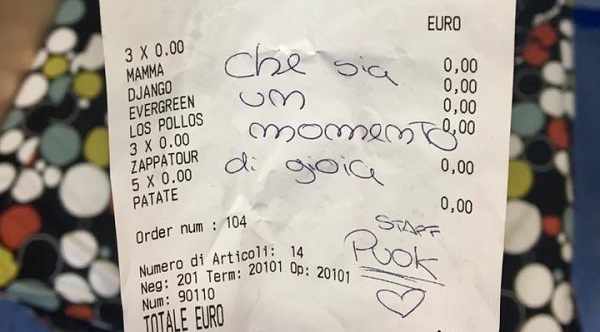 EURO
3 X 0.00
MAMMA 0,00
DJANGO 0,00
EVERGREEN 0,00
LOS POLLOS 0,00
3 X 0.00
ZAPPATOUR 0,00
5 X 0.00
PATATE 0,00
che sia
um
momento
di gioia
Order num : 104
STAFF
PUOK
Numero di Articoli: 14
Neg: 201 Term: 20101 Op: 20101
Num: 90110
TOTALE EURO